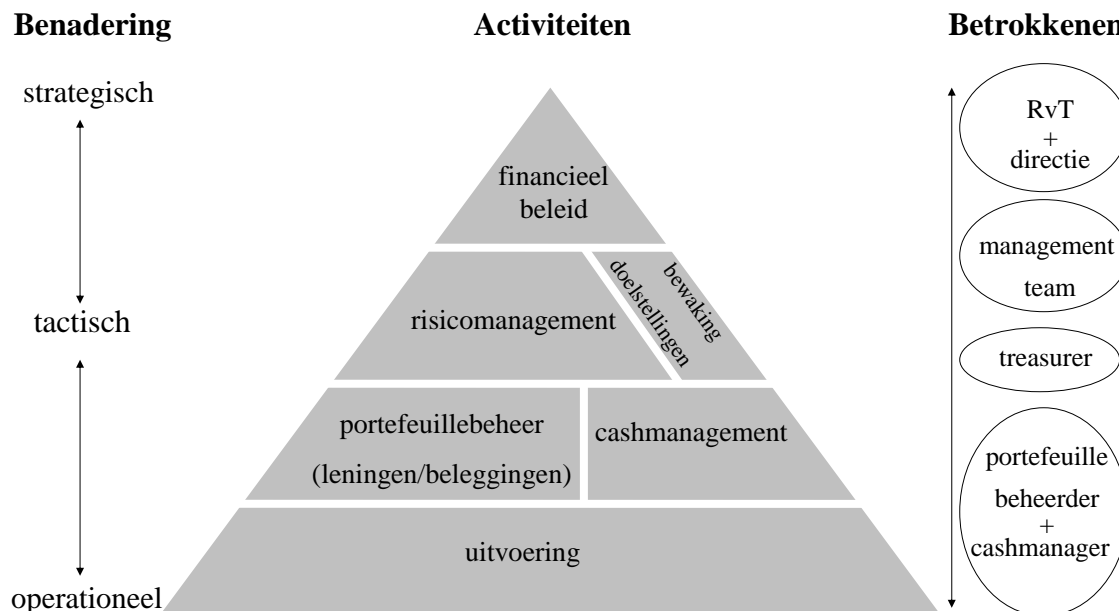 Benadering
Activiteiten
Betrokkenen
strategisch
tactisch
operationeel
financieel
beleid
risicomanagement
doelstellingen
bewaking
portefeuillebeheer
(leningen/beleggingen)
cashmanagement
uitvoering
RvT
+
directie
management
team
treasurer
portefeuille
beheerder
+
cashmanager